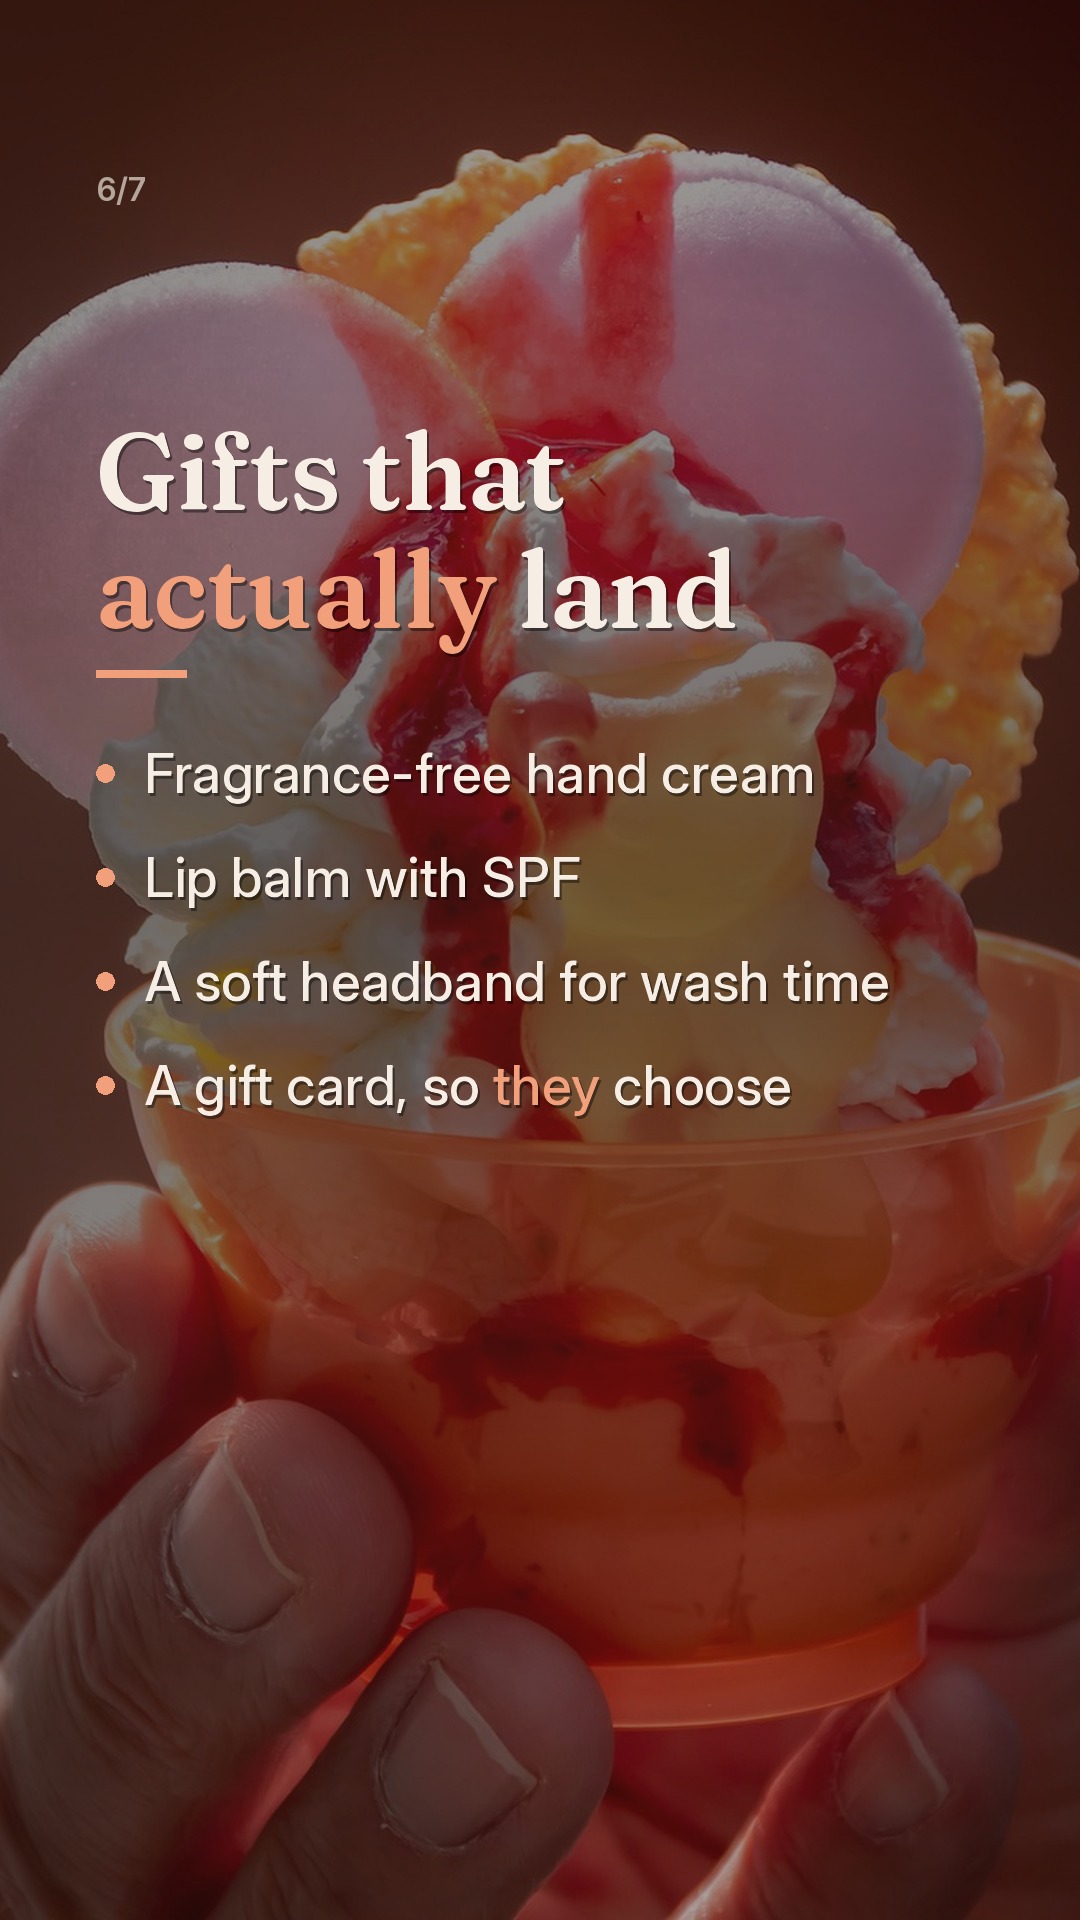 6/7
Gifts that
actually land
Fragrance-free hand cream
Lip balm with SPF
A soft headband for wash time
A gift card, so they choose